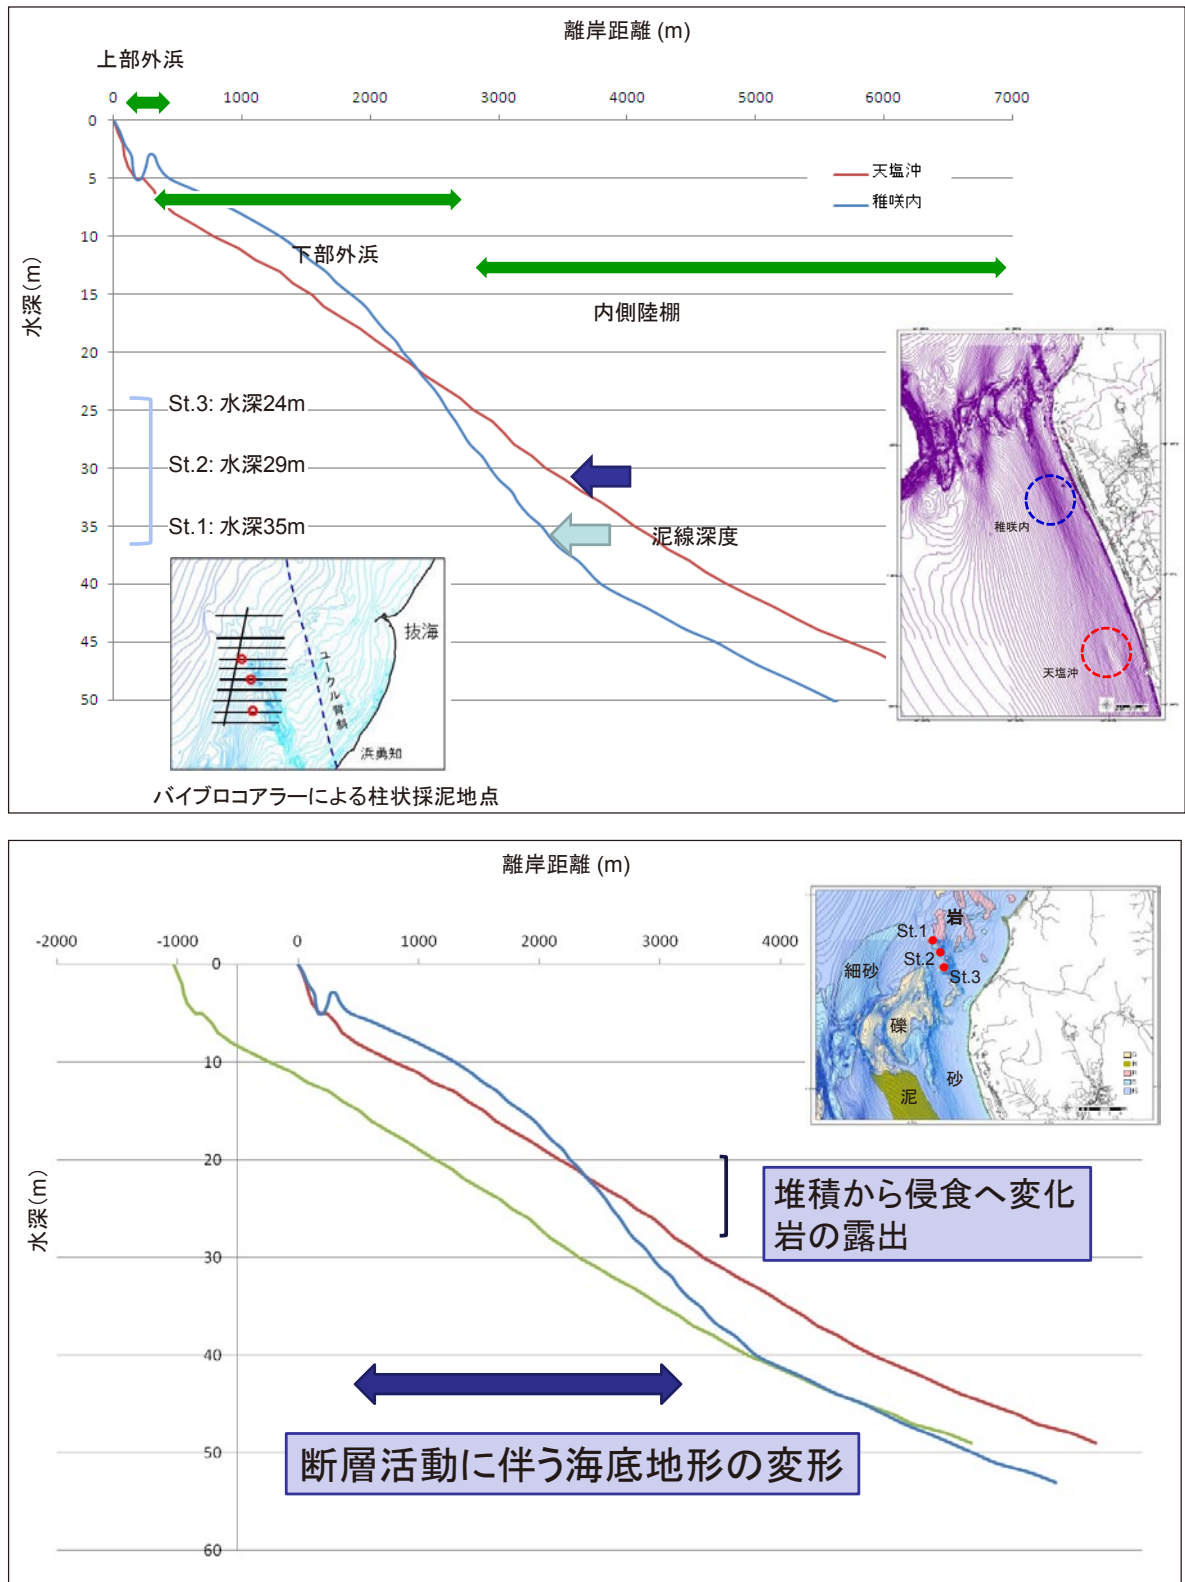 離岸距離 (m)
上部外浜
0 1000 2000 3000 4000 5000 6000 7000
0
5
10
15
20
25
30
35
40
45
50
水深(m)
天塩沖
稚咲内
下部外浜
内側陸棚
St.3: 水深24m
St.2: 水深29m
St.1: 水深35m
泥線深度
抜海
ユークル背斜
浜勇知
バイブロコアラーによる柱状採泥地点
稚咲内
天塩沖
離岸距離 (m)
-2000 -1000 0 1000 2000 3000 4000
0
10
20
30
40
50
60
水深(m)
岩
St.1
St.2
St.3
細砂
礫
砂
泥
堆積から侵食へ変化
岩の露出
断層活動に伴う海底地形の変形